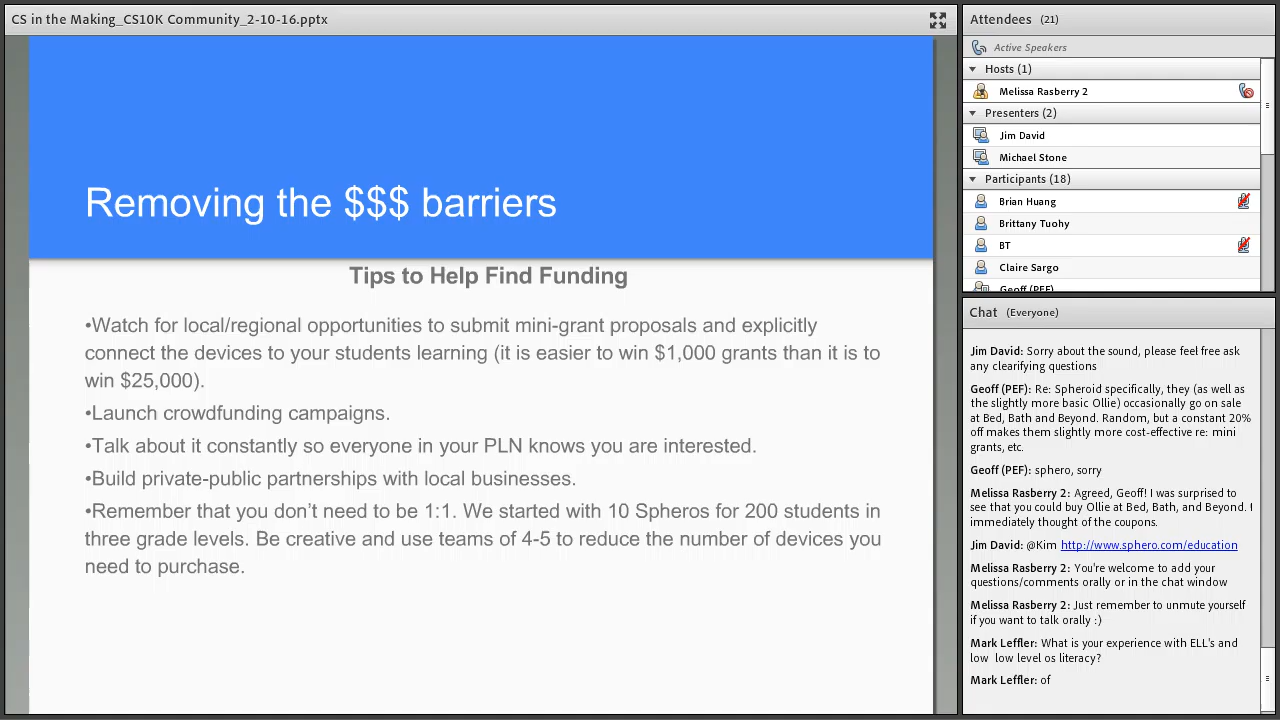 CS in the Making_CS10K Community_2-10-16.pptx
Removing the $$$ barriers
Tips to Help Find Funding
•Watch for local/regional opportunities to submit mini-grant proposals and explicitly
connect the devices to your students learning (it is easier to win $1,000 grants than it is to
win $25,000).
•Launch crowdfunding campaigns.
•Talk about it constantly so everyone in your PLN knows you are interested.
•Build private-public partnerships with local businesses.
•Remember that you don’t need to be 1:1. We started with 10 Spheros for 200 students in
three grade levels. Be creative and use teams of 4-5 to reduce the number of devices you
need to purchase.
Attendees (21)
Active Speakers
Hosts (1)
Melissa Rasberry 2
Presenters (2)
Jim David
Michael Stone
Participants (18)
Brian Huang
Brittany Tuohy
BT
Claire Sargo
Geoff (PEF)
Chat (Everyone)
Jim David: Sorry about the sound, please feel free ask
any clearifying questions
Geoff (PEF): Re: Spheroid specifically, they (as well as
the slightly more basic Ollie) occasionally go on sale
at Bed, Bath and Beyond. Random, but a constant 20%
off makes them slightly more cost-effective re: mini
grants, etc.
Geoff (PEF): sphero, sorry
Melissa Rasberry 2: Agreed, Geoff! I was surprised to
see that you could buy Ollie at Bed, Bath, and Beyond. I
immediately thought of the coupons.
Jim David: @Kim http://www.sphero.com/education
Melissa Rasberry 2: You're welcome to add your
questions/comments orally or in the chat window
Melissa Rasberry 2: Just remember to unmute yourself
if you want to talk orally :)
Mark Leffler: What is your experience with ELL's and
low low level os literacy?
Mark Leffler: of